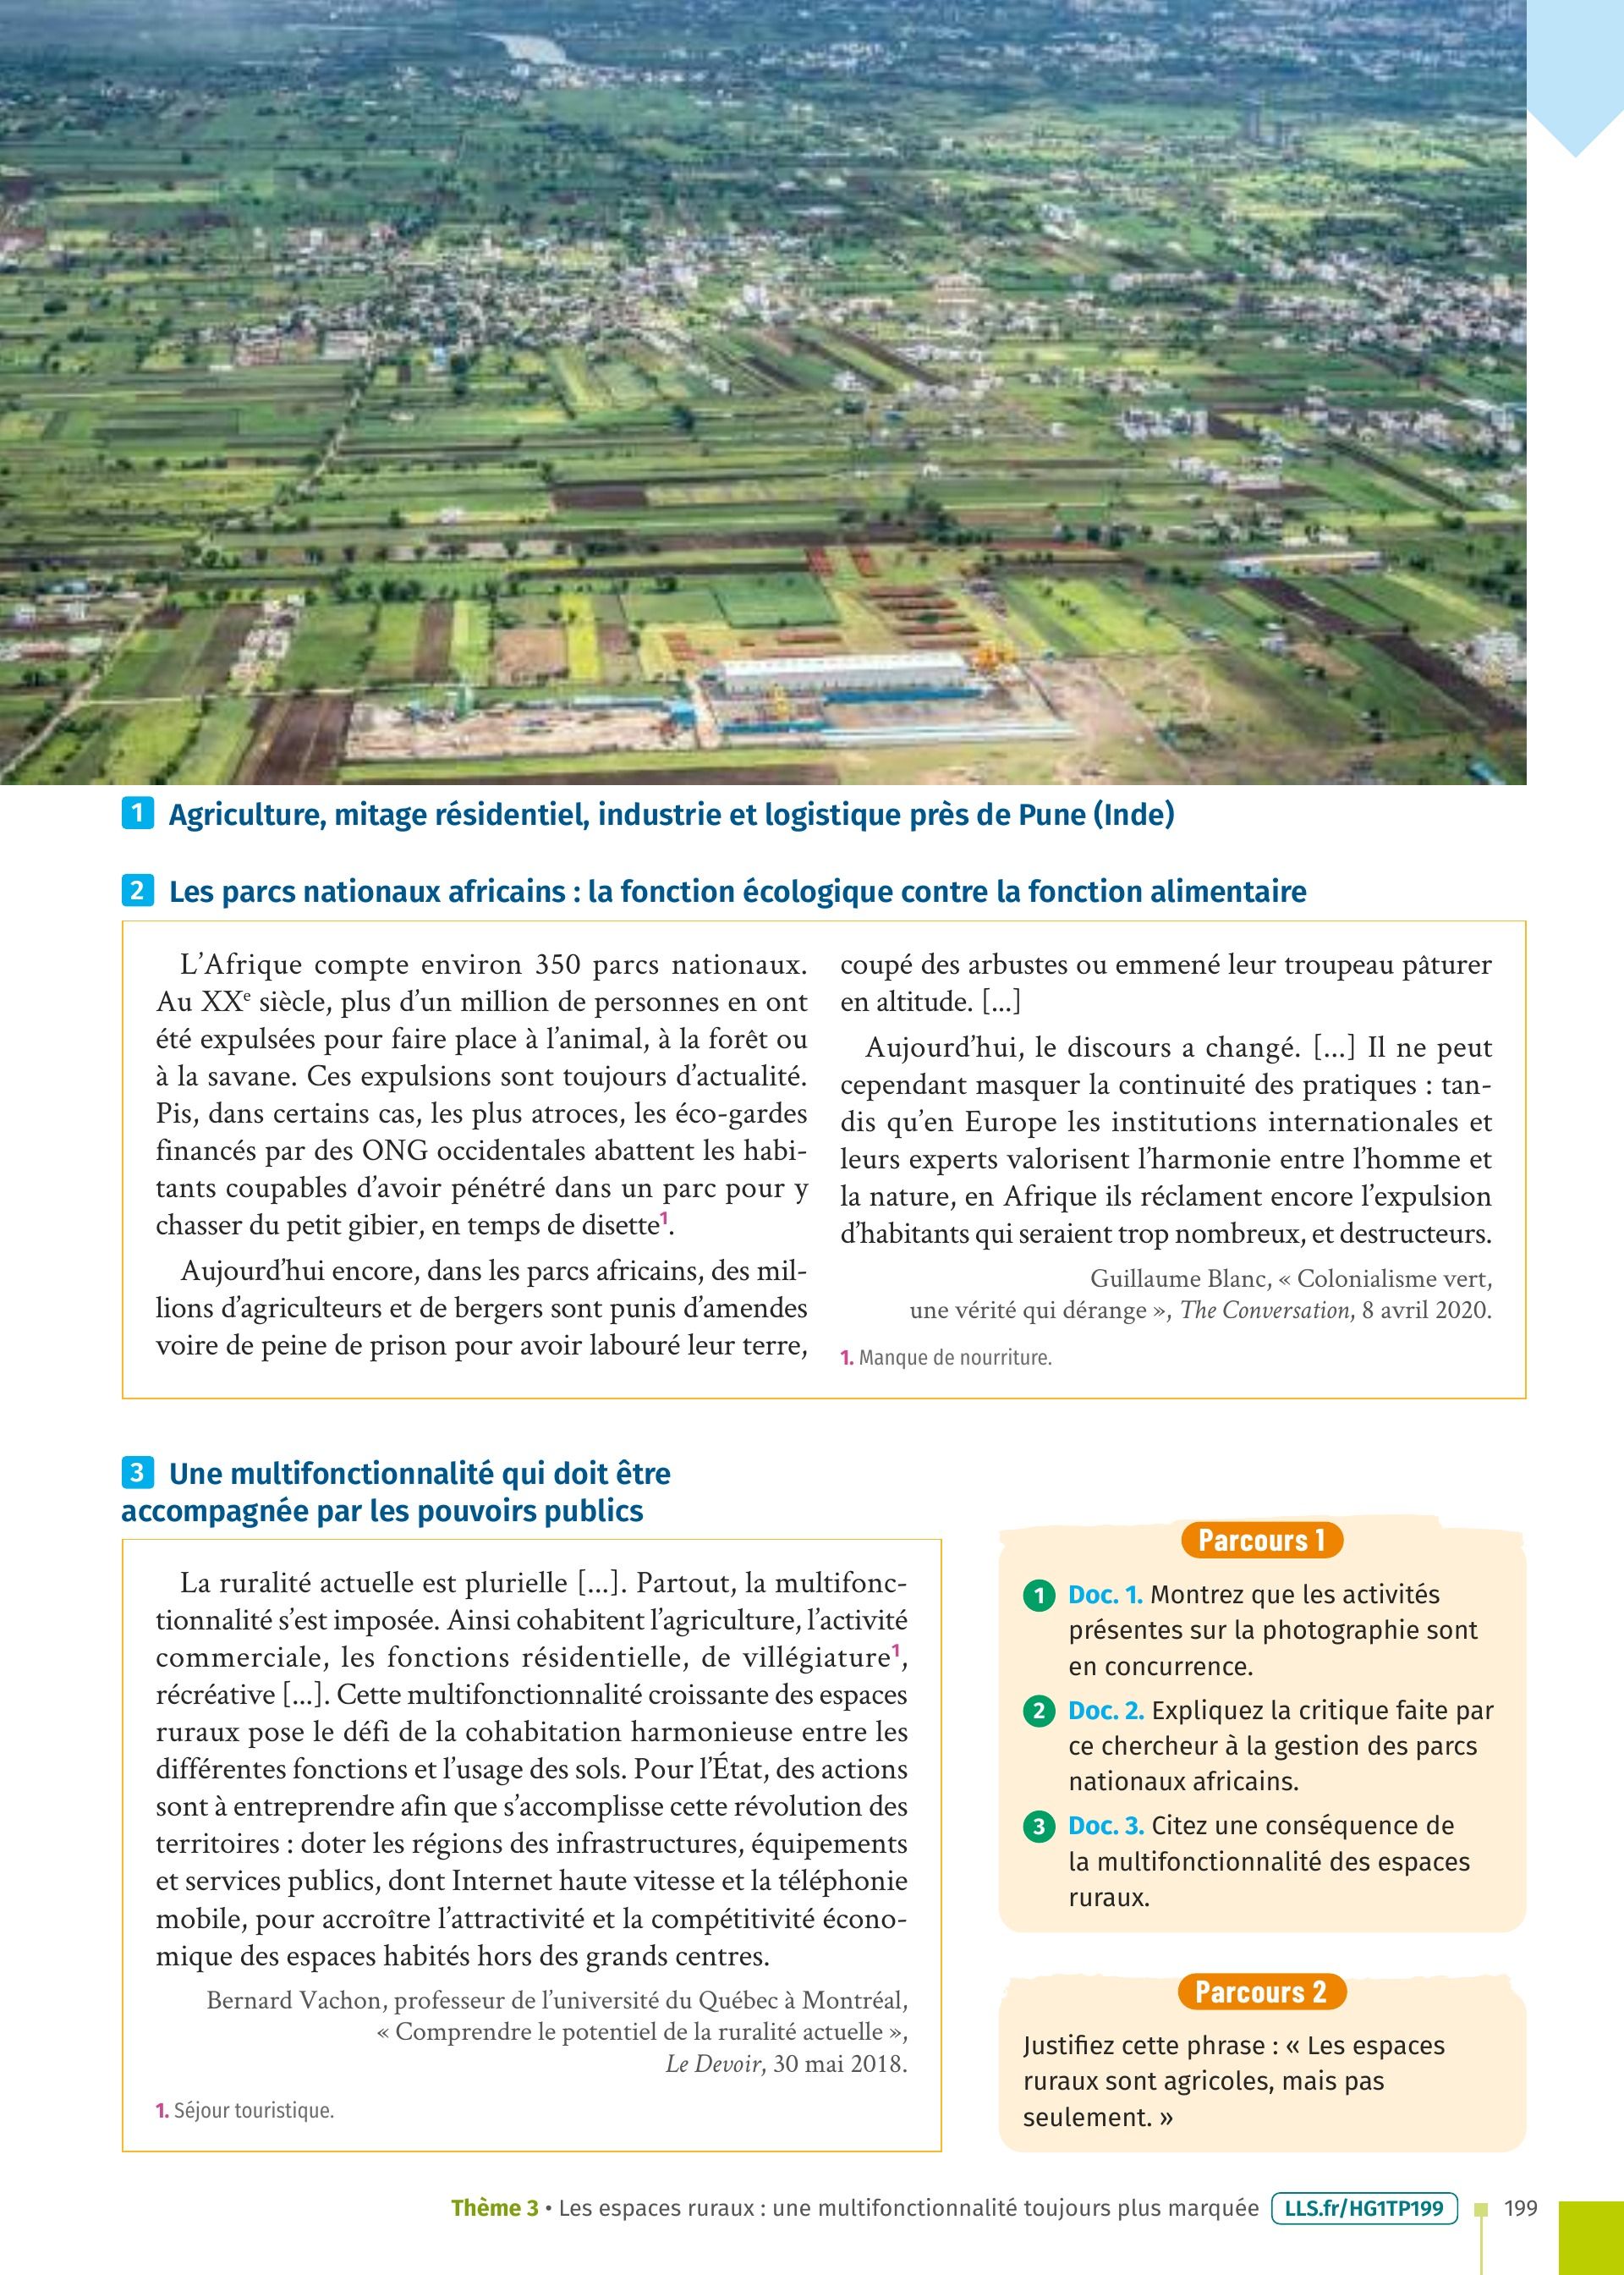 1 Agriculture, mitage résidentiel, industrie et logistique près de Pune (Inde)
2 Les parcs nationaux africains : la fonction écologique contre la fonction alimentaire
L’Afrique compte environ 350 parcs nationaux.
Au XXe siècle, plus d’un million de personnes en ont
été expulsées pour faire place à l’animal, à la forêt ou
à la savane. Ces expulsions sont toujours d’actualité.
Pis, dans certains cas, les plus atroces, les éco-gardes
financés par des ONG occidentales abattent les habi-
tants coupables d’avoir pénétré dans un parc pour y
chasser du petit gibier, en temps de disette1.
Aujourd’hui encore, dans les parcs africains, des mil-
lions d’agriculteurs et de bergers sont punis d’amendes
voire de peine de prison pour avoir labouré leur terre,
coupé des arbustes ou emmené leur troupeau pâturer
en altitude. [...]
Aujourd’hui, le discours a changé. [...] Il ne peut
cependant masquer la continuité des pratiques : tan-
dis qu’en Europe les institutions internationales et
leurs experts valorisent l’harmonie entre l’homme et
la nature, en Afrique ils réclament encore l’expulsion
d’habitants qui seraient trop nombreux, et destructeurs.
Guillaume Blanc, « Colonialisme vert,
une vérité qui dérange », The Conversation, 8 avril 2020.
1. Manque de nourriture.
3 Une multifonctionnalité qui doit être
accompagnée par les pouvoirs publics
La ruralité actuelle est plurielle [...]. Partout, la multifonc-
tionnalité s’est imposée. Ainsi cohabitent l’agriculture, l’activité
commerciale, les fonctions résidentielle, de villégiature1,
récréative [...]. Cette multifonctionnalité croissante des espaces
ruraux pose le défi de la cohabitation harmonieuse entre les
différentes fonctions et l’usage des sols. Pour l’État, des actions
sont à entreprendre afin que s’accomplisse cette révolution des
territoires : doter les régions des infrastructures, équipements
et services publics, dont Internet haute vitesse et la téléphonie
mobile, pour accroître l’attractivité et la compétitivité écono-
mique des espaces habités hors des grands centres.
Bernard Vachon, professeur de l’université du Québec à Montréal,
« Comprendre le potentiel de la ruralité actuelle »,
Le Devoir, 30 mai 2018.
1. Séjour touristique.
Parcours 1
1 Doc. 1. Montrez que les activités
présentes sur la photographie sont
en concurrence.
2 Doc. 2. Expliquez la critique faite par
ce chercheur à la gestion des parcs
nationaux africains.
3 Doc. 3. Citez une conséquence de
la multifonctionnalité des espaces
ruraux.
Parcours 2
Justifiez cette phrase : « Les espaces
ruraux sont agricoles, mais pas
seulement. »
Thème 3 • Les espaces ruraux : une multifonctionnalité toujours plus marquée LLS.fr/HG1TP199 199